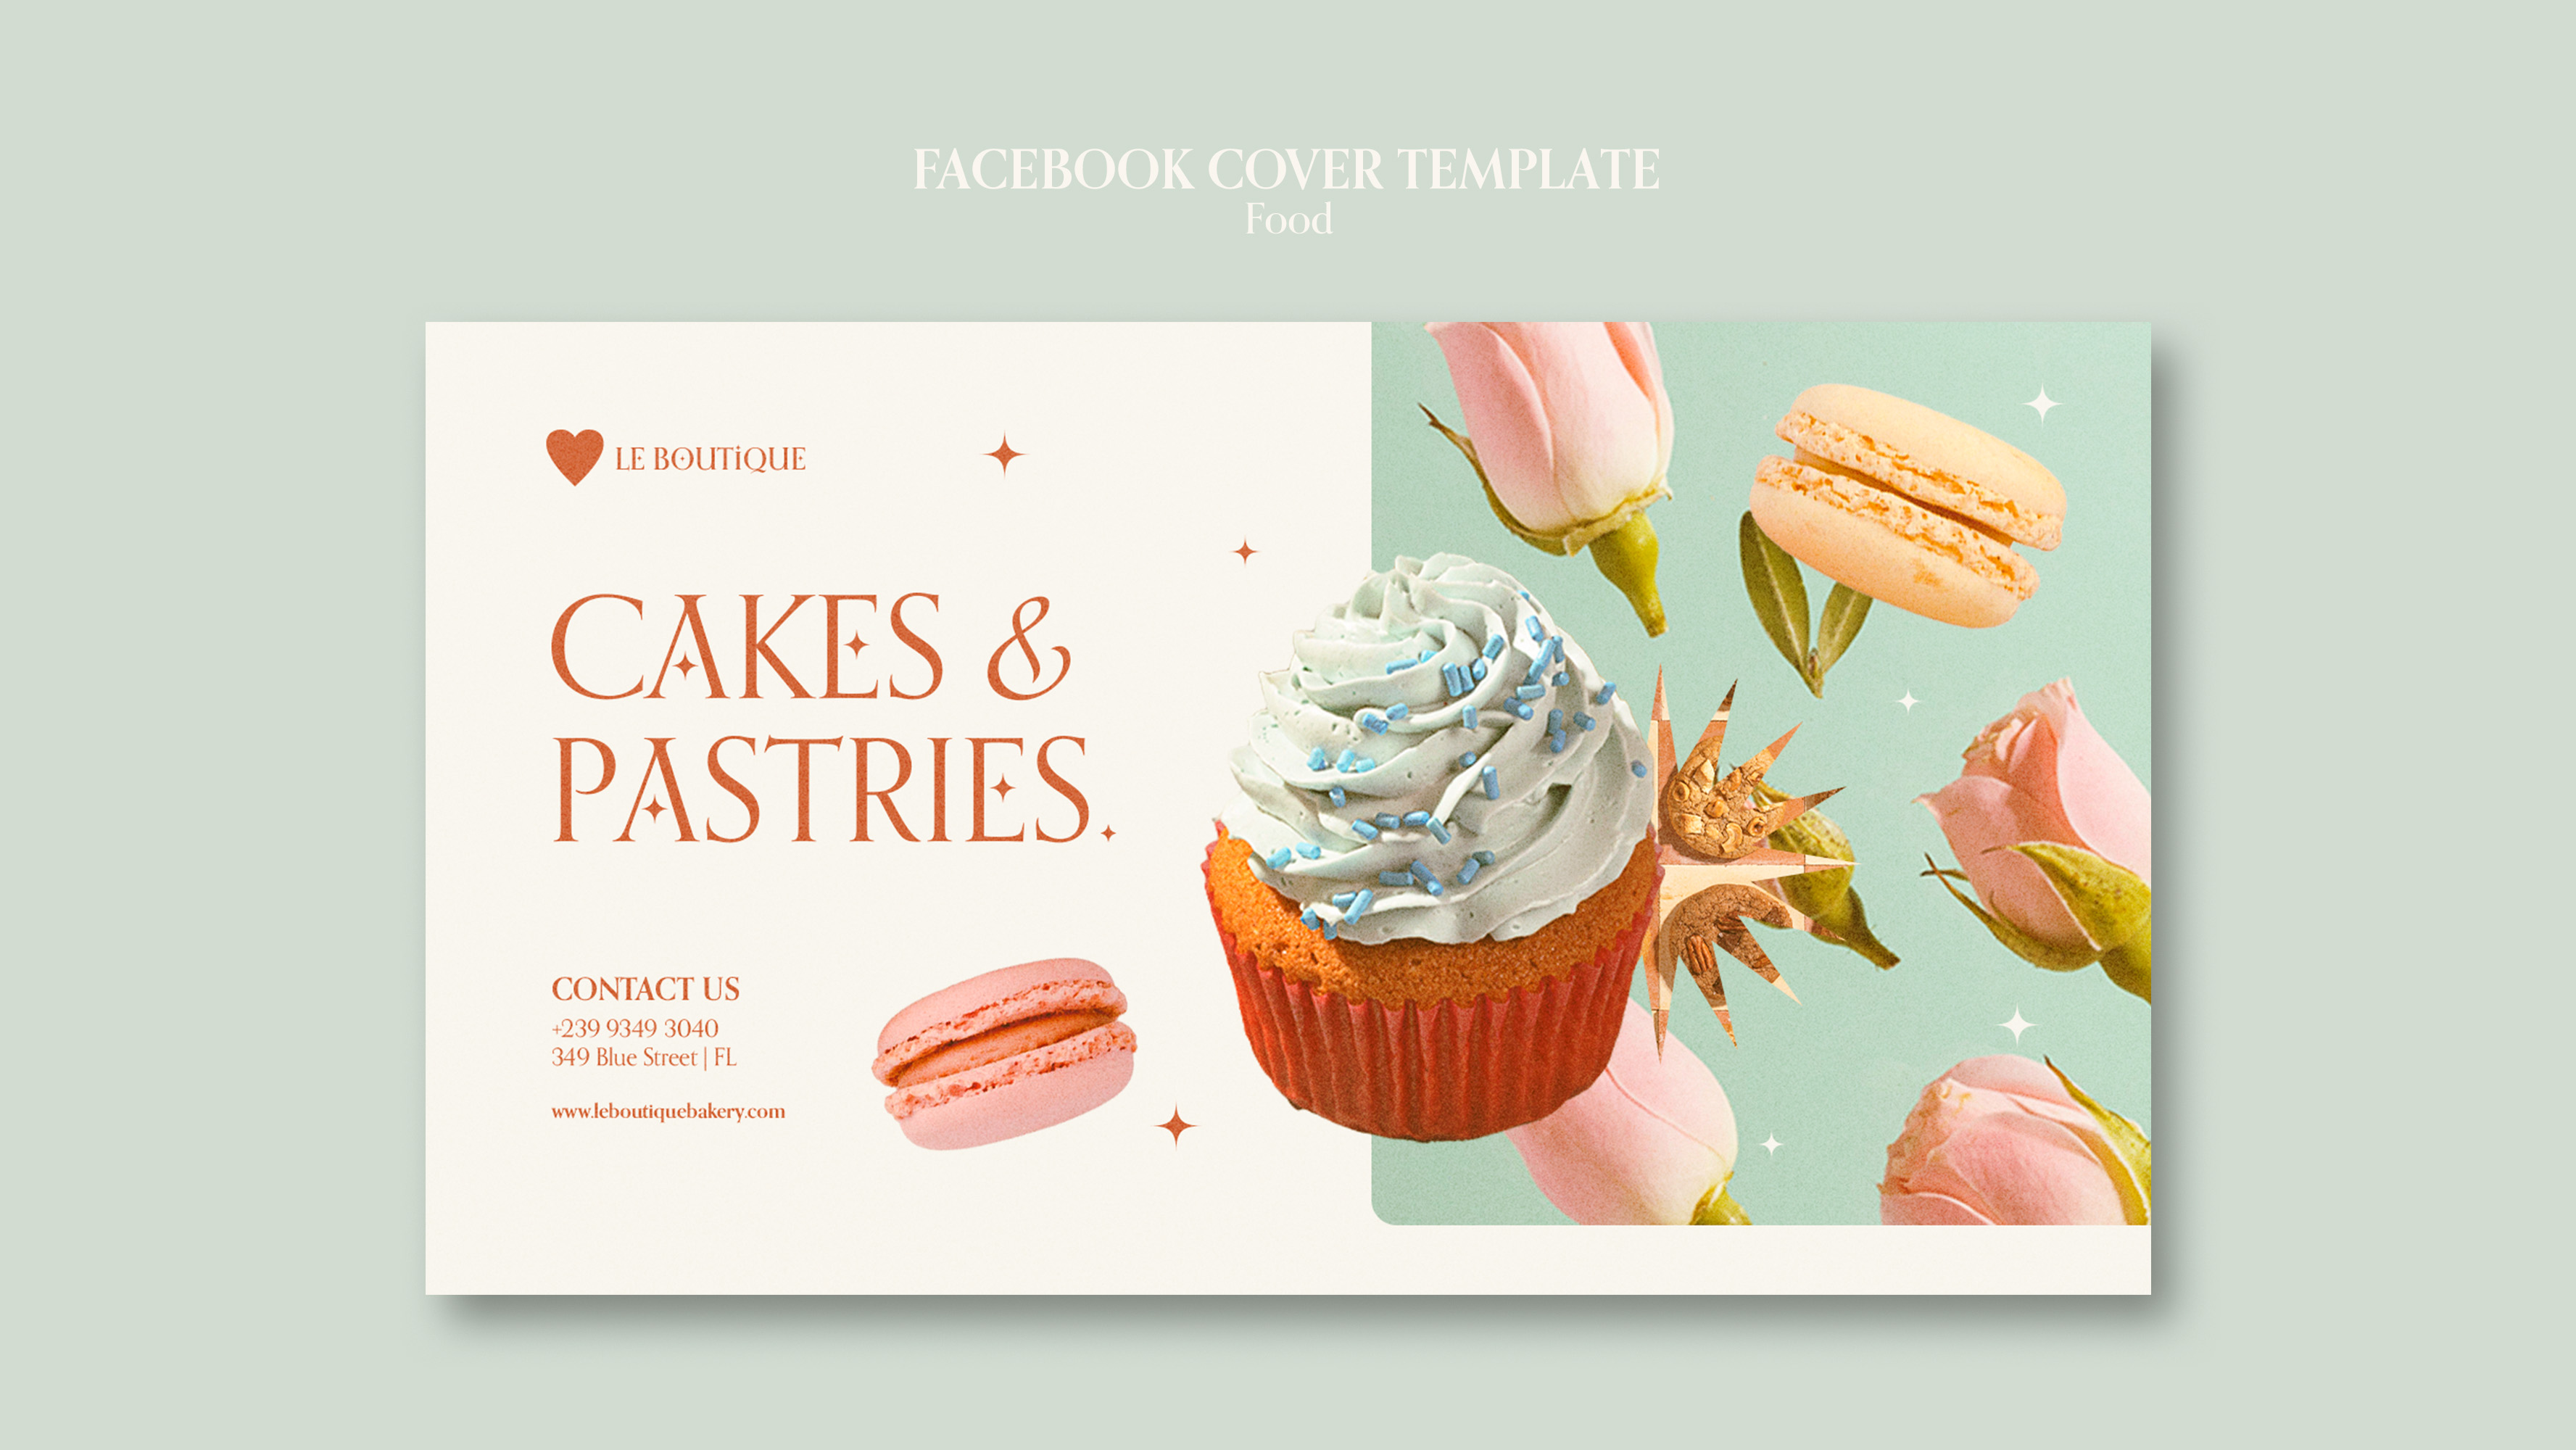 FACEBOOK COVER TEMPLATE
Food
LE BOUTiQUE
CAKES &
PASTRIES.
CONTACT US
+239 9349 3040
349 Blue Street | FL
www.leboutiquebakery.com